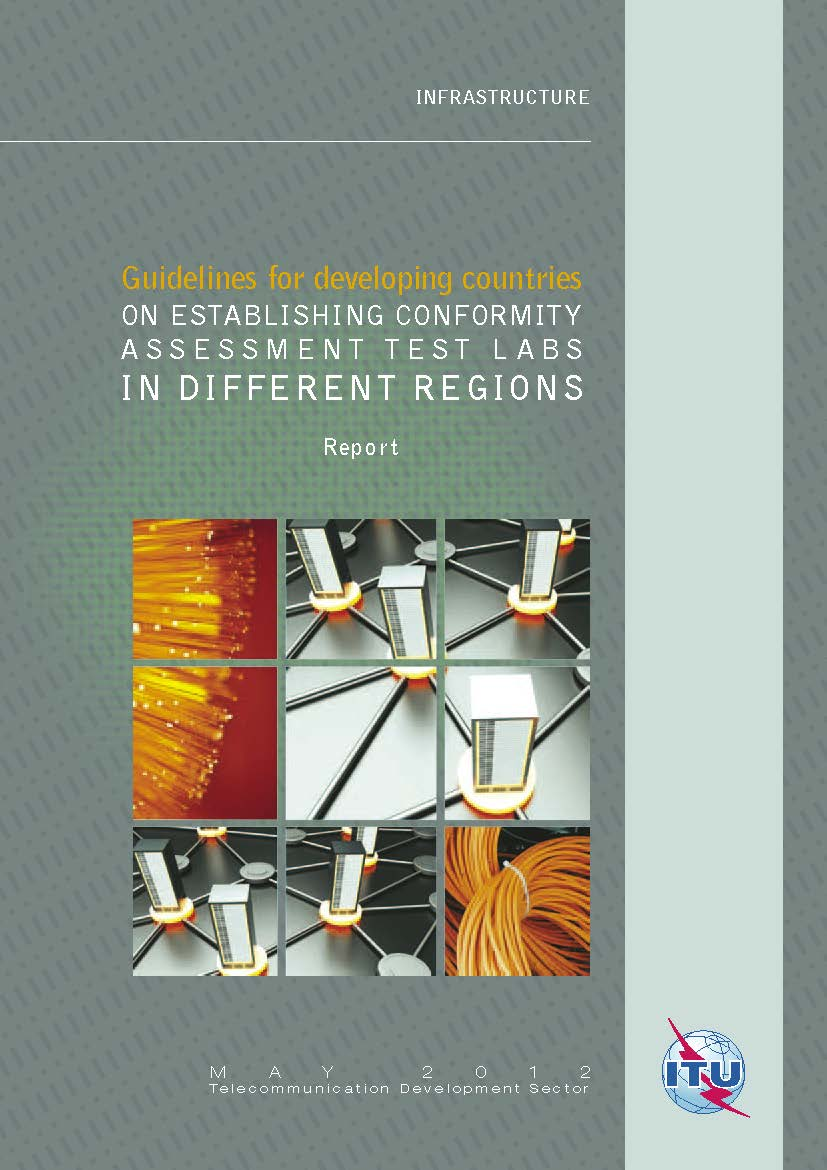 INFRASTRUCTURE
Guidelines for developing countries
ON ESTABLISHING CONFORMITY
ASSESSMENT TEST LABS
IN DIFFERENT REGIONS
Report
MAY 2012
Telecommunication Development Sector
ITU